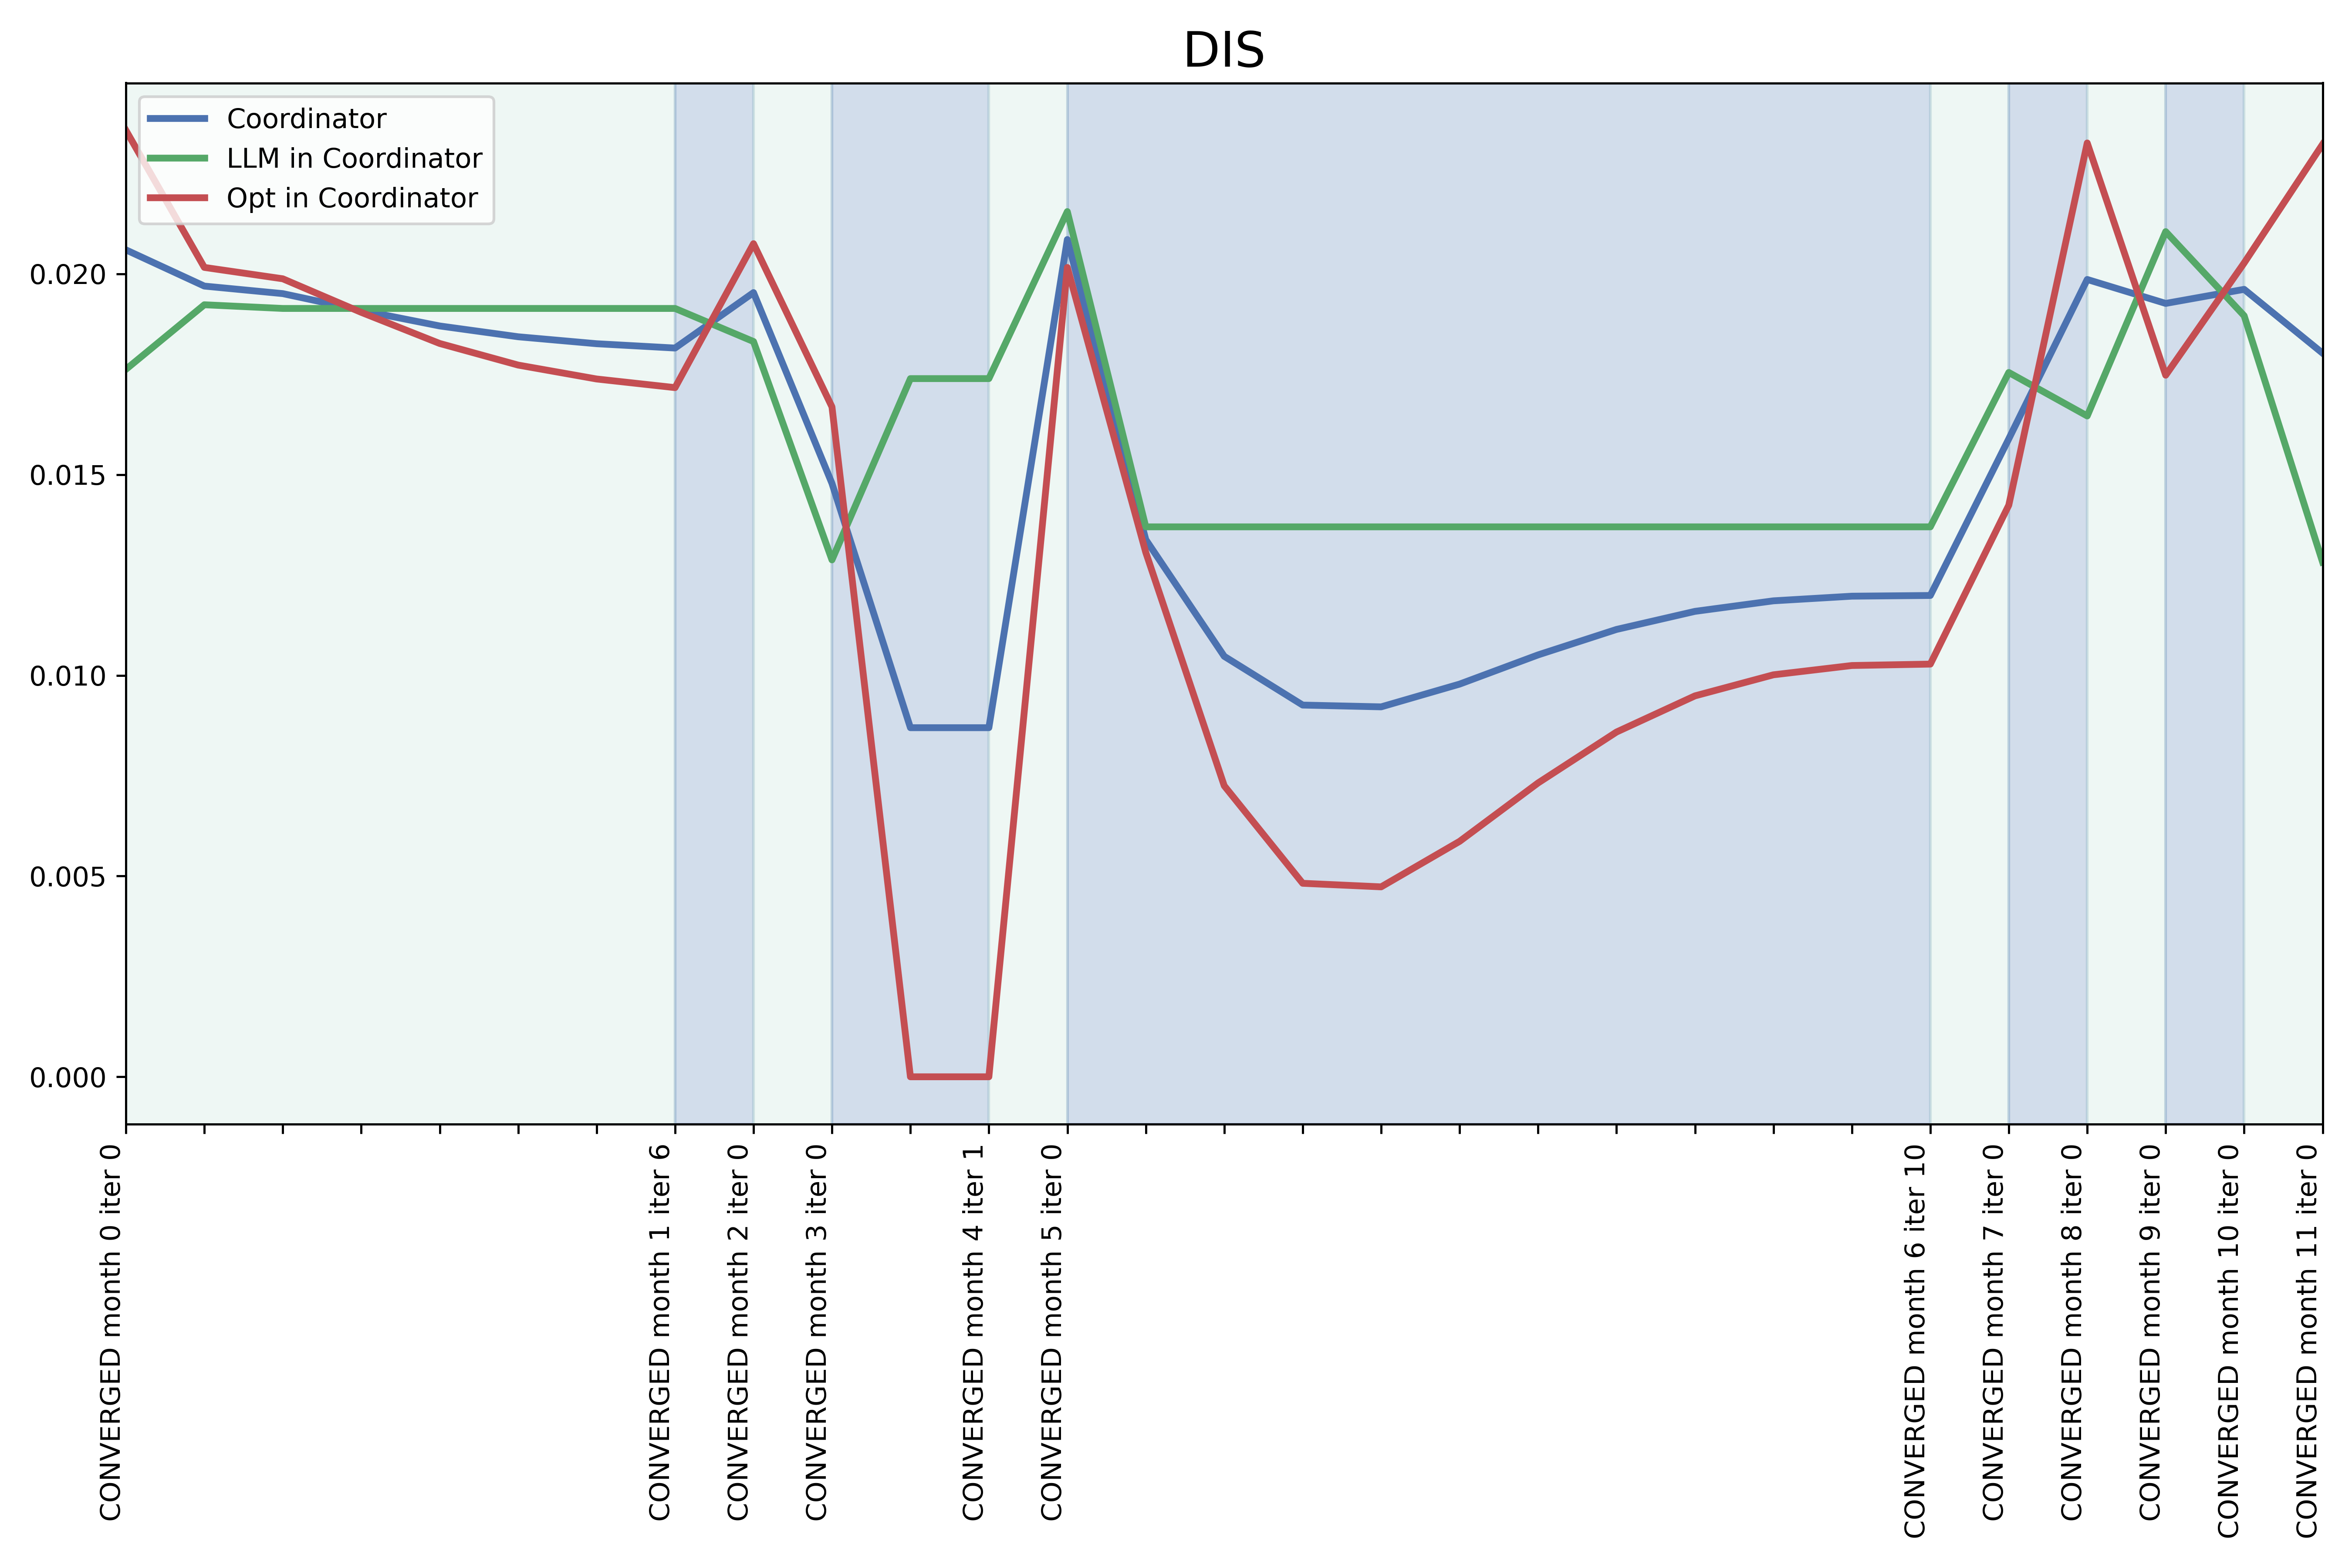 DIS
Coordinator
LLM in Coordinator
Opt in Coordinator
0.020
0.015
0.010
0.005
0.000
CONVERGED month 0 iter 0
CONVERGED month 1 iter 6
CONVERGED month 2 iter 0
CONVERGED month 3 iter 0
CONVERGED month 4 iter 1
CONVERGED month 5 iter 0
CONVERGED month 6 iter 10
CONVERGED month 7 iter 0
CONVERGED month 8 iter 0
CONVERGED month 9 iter 0
CONVERGED month 10 iter 0
CONVERGED month 11 iter 0